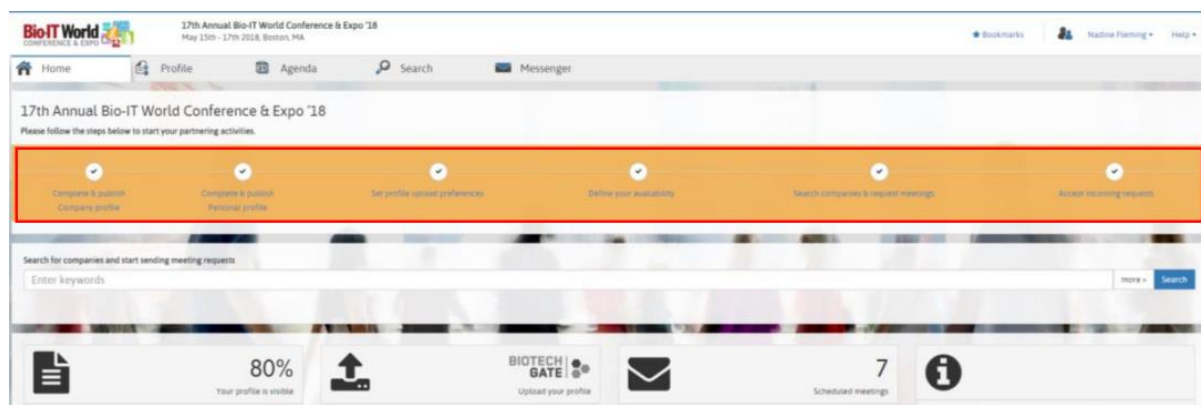 Bio-IT World
CONFERENCE & EXPO
17th Annual Bio-IT World Conference & Expo '18
May 15th - 17th 2018, Boston, MA
Bookmarks
Nadine Fleming
Help
Home
Profile
Agenda
Search
Messenger
17th Annual Bio-IT World Conference & Expo '18
Please follow the steps below to start your partnering activities.
Complete & publish
Company profile
Complete & publish
Personal profile
Set profile upload preferences
Define your availability
Search companies & request meetings
Accept incoming requests
Search for companies and start sending meeting requests
Enter keywords
more »
Search
80%
Your profile is visible
BIOTECH
GATE
Upload your profile
7
Scheduled meetings